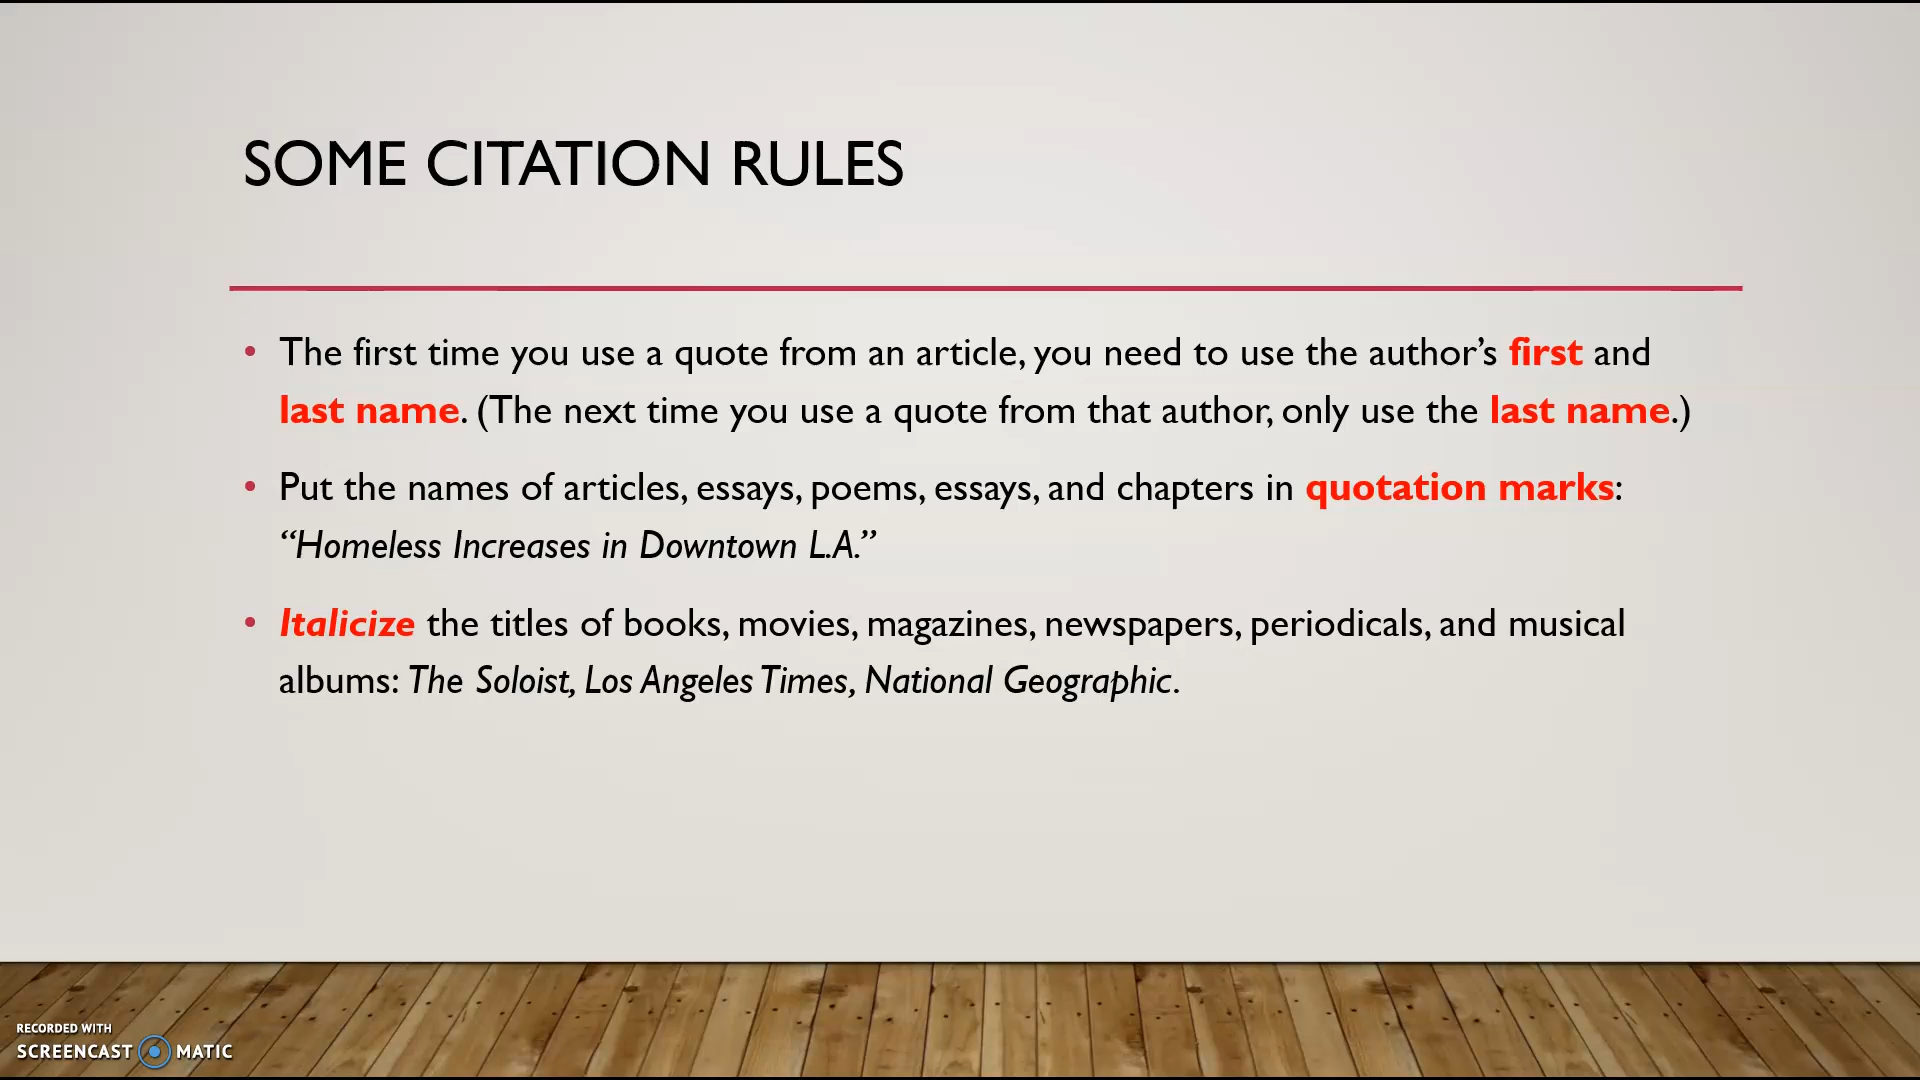 SOME CITATION RULES
• The first time you use a quote from an article, you need to use the author’s first and
last name. (The next time you use a quote from that author, only use the last name.)
• Put the names of articles, essays, poems, essays, and chapters in quotation marks:
“Homeless Increases in Downtown L.A.”
• Italicize the titles of books, movies, magazines, newspapers, periodicals, and musical
albums: The Soloist, Los Angeles Times, National Geographic.
RECORDED WITH
SCREENCAST MATIC